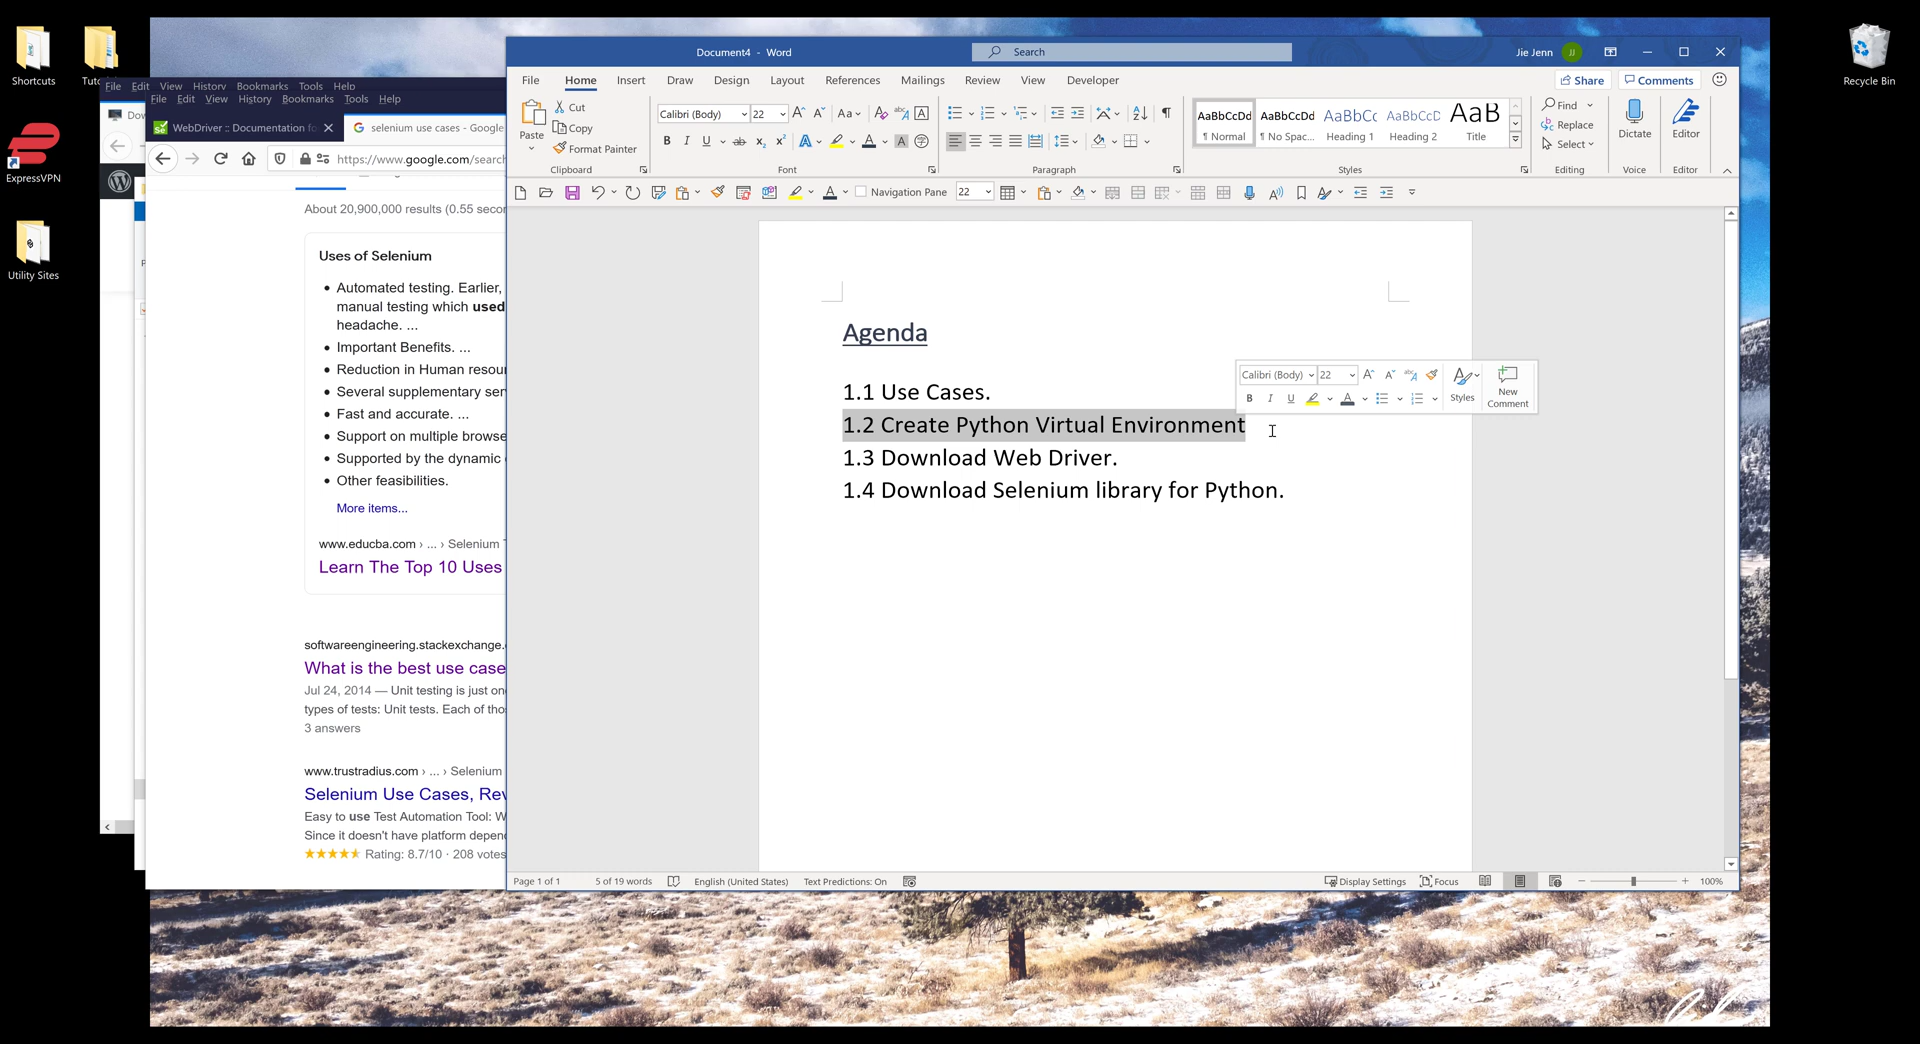 Shortcuts
ExpressVPN
Utility Sites
Recycle Bin
File Edit View History Bookmarks Tools Help
File Edit View History Bookmarks Tools Help
WebDriver :: Documentation
selenium use cases - Google
https://www.google.com/search
About 20,900,000 results (0.55
Uses of Selenium
Automated testing. Earlier,
manual testing which used
headache. ...
Important Benefits. ...
Reduction in Human
Several supplementary
Fast and accurate. ...
Support on multiple
Supported by the dynamic
Other feasibilities.
More items...
www.educba.com › ... › Selenium
Learn The Top 10 Uses
softwareengineering.stackexchange.
What is the best use case
Jul 24, 2014 — Unit testing is just
types of tests: Unit tests. Each of
3 answers
www.trustradius.com › ... › Selenium
Selenium Use Cases,
Easy to use Test Automation Tool: W
Since it doesn't have platform
Rating: 8.7/10 · 208 votes
Document4 - Word
Search
Jie Jenn JJ
File Home Insert Draw Design Layout References Mailings Review View Developer
Share Comments
Paste
Cut
Copy
Format Painter
Clipboard
Calibri (Body) 22
Font
Paragraph
AaBbCcDd AaBbCcDd AaBbCc AaBbCcD AaB
¶ Normal ¶ No Spac... Heading 1 Heading 2 Title
Styles
Find
Replace
Select
Editing
Dictate
Voice
Editor
Editor
Navigation Pane 22
Agenda
1.1 Use Cases.
1.2 Create Python Virtual Environment
1.3 Download Web Driver.
1.4 Download Selenium library for Python.
Calibri (Body) 22
B I U
Styles
New
Comment
Page 1 of 1 5 of 19 words English (United States) Text Predictions: On
Display Settings Focus 100%